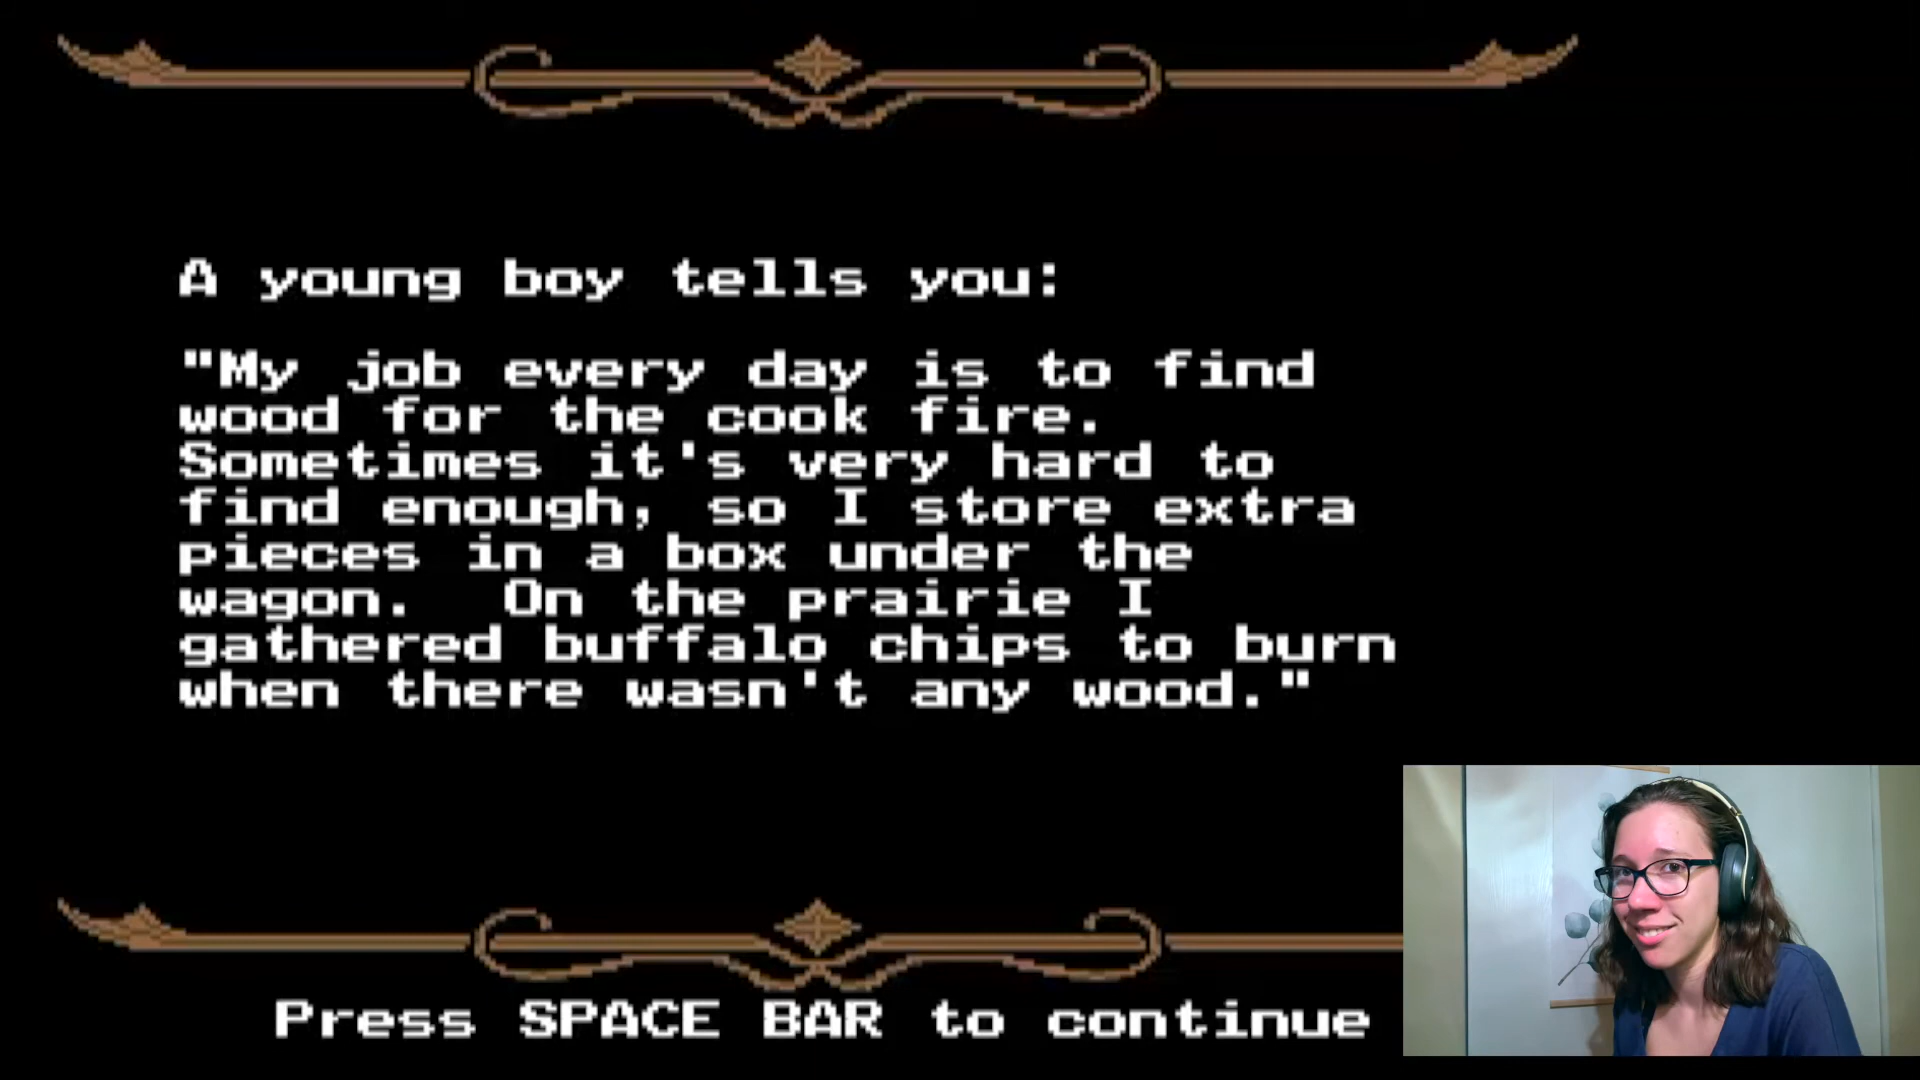 A young boy tells you:
"My job every day is to find
wood for the cook fire.
Sometimes it's very hard to
find enough, so I store extra
pieces in a box under the
wagon.  On the prairie I
gathered buffalo chips to burn
when there wasn't any wood."
Press SPACE BAR to continue